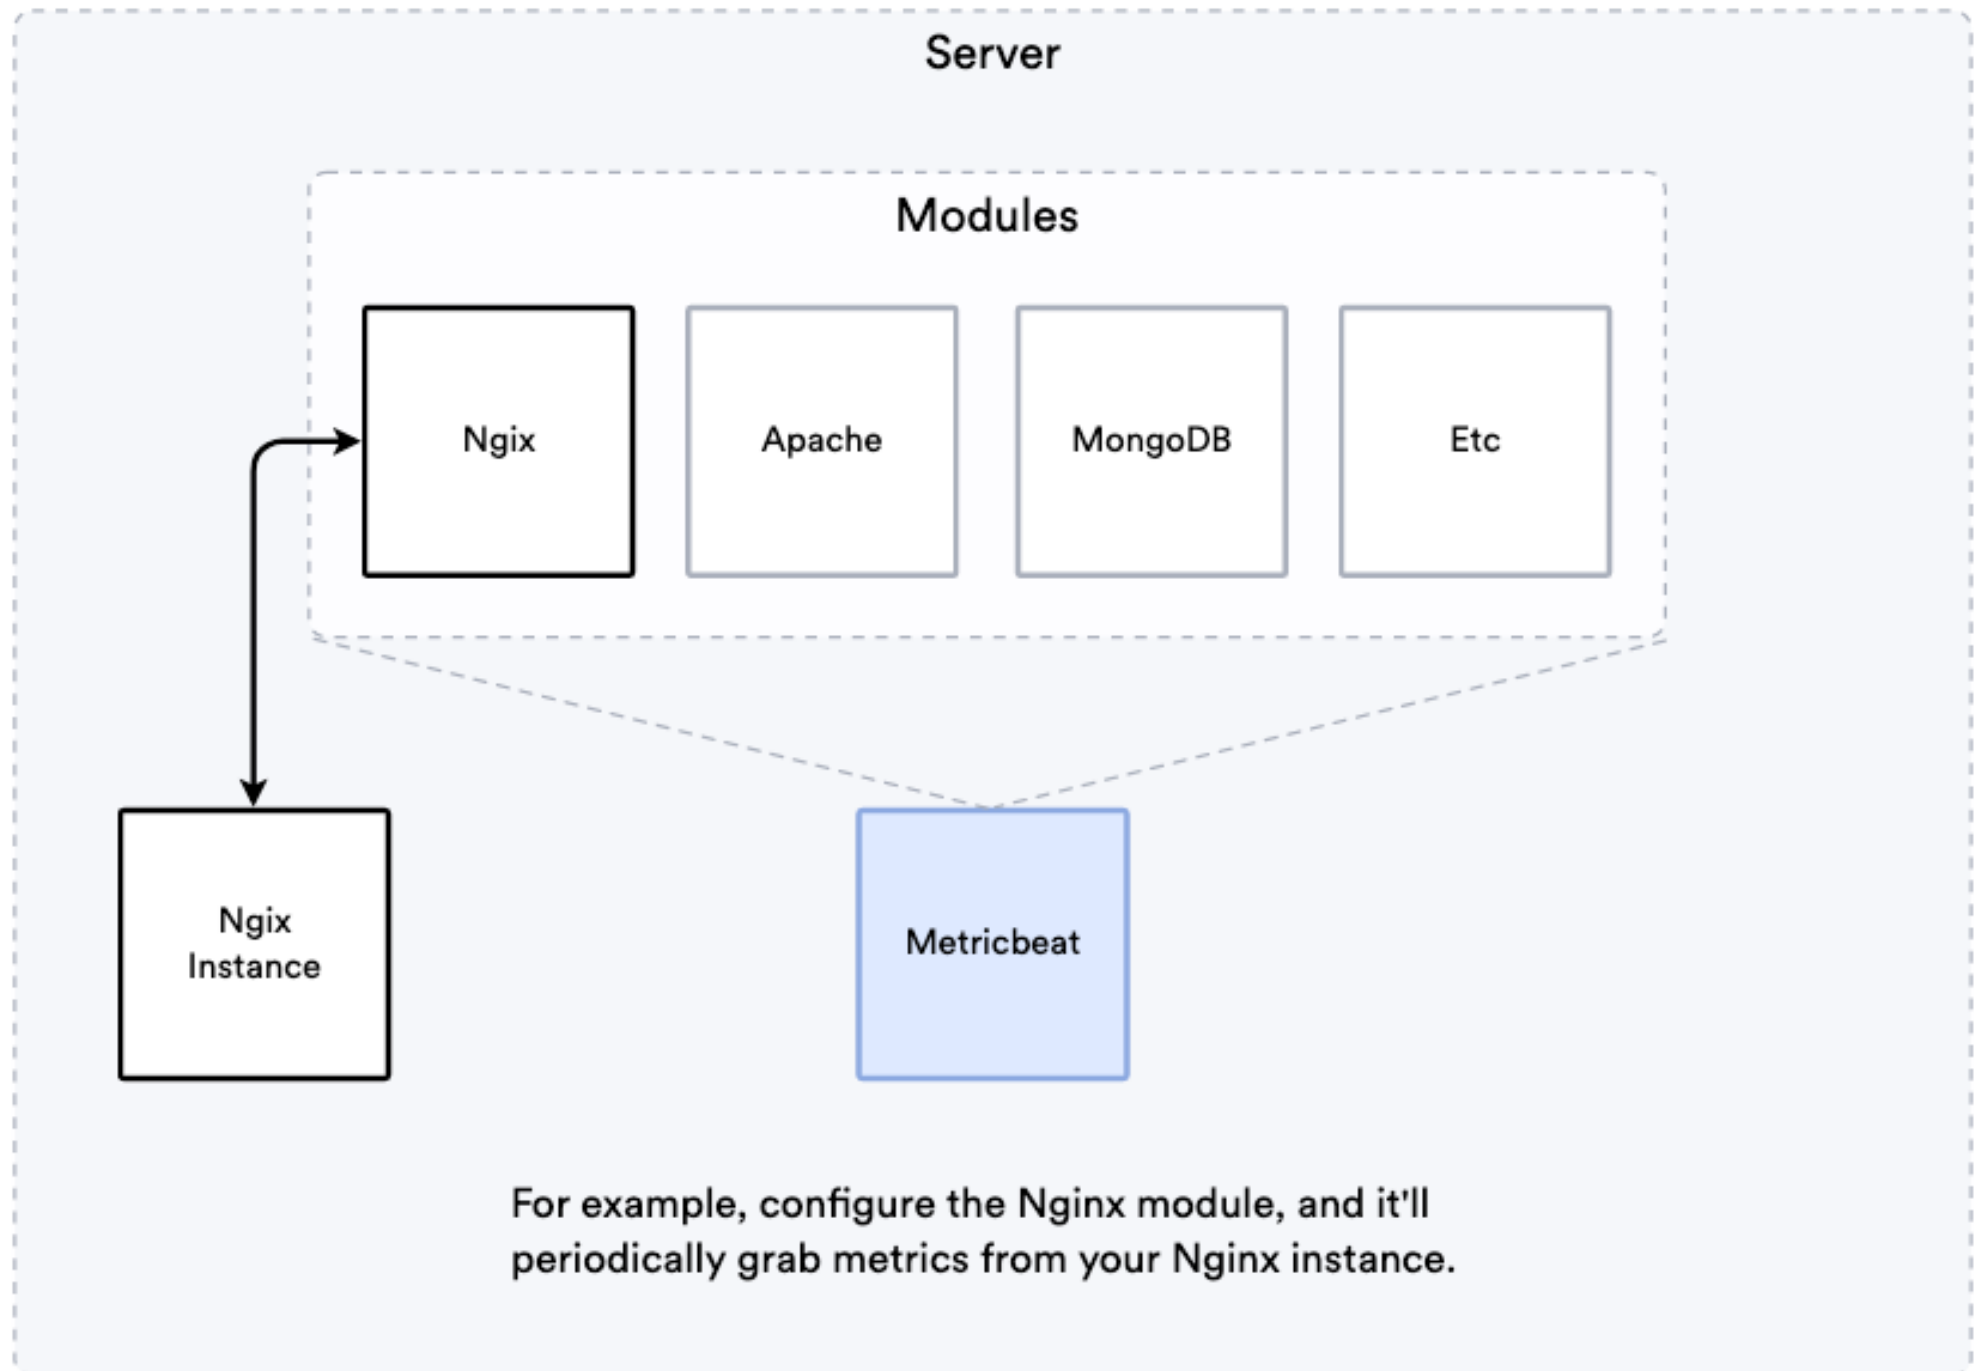 Server
Modules
Ngix
Apache
MongoDB
Etc
Ngix
Instance
Metricbeat
For example, configure the Nginx module, and it'll
periodically grab metrics from your Nginx instance.